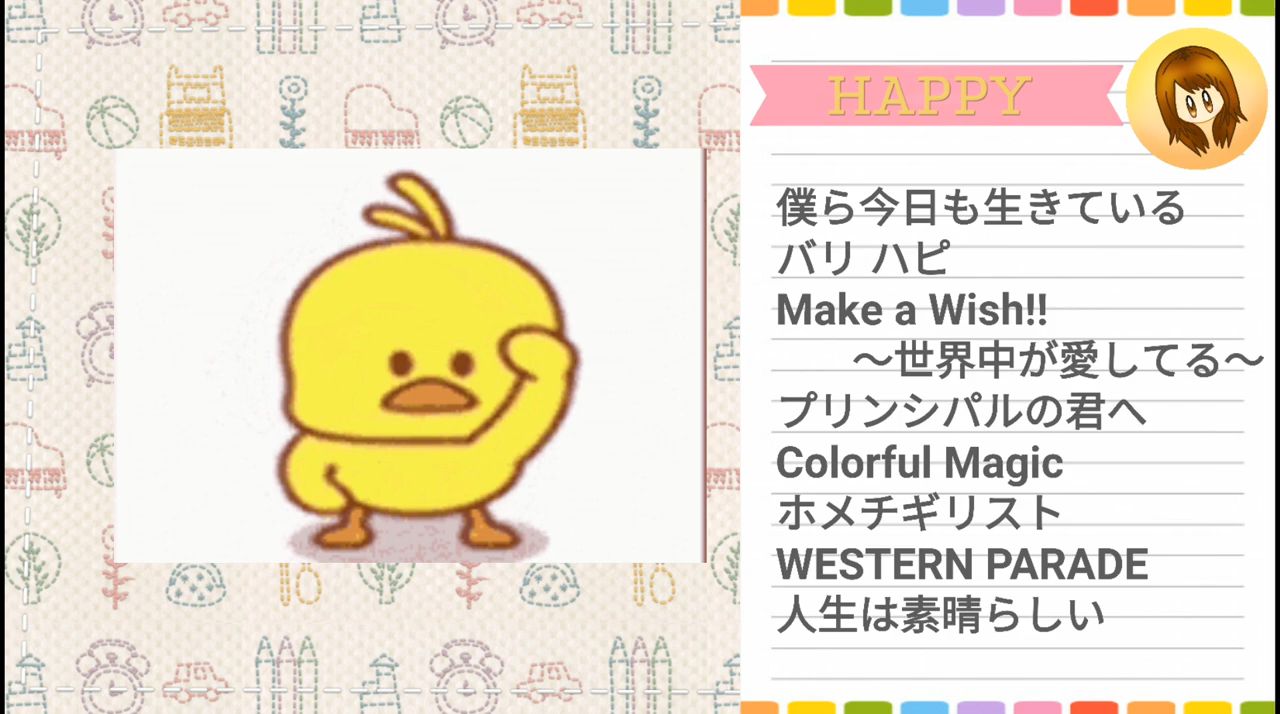 HAPPY
僕ら今日も生きている
バリ ハピ
Make a Wish!!
～世界中が愛してる～
プリンシパルの君へ
Colorful Magic
ホメチギリスト
WESTERN PARADE
人生は素晴らしい